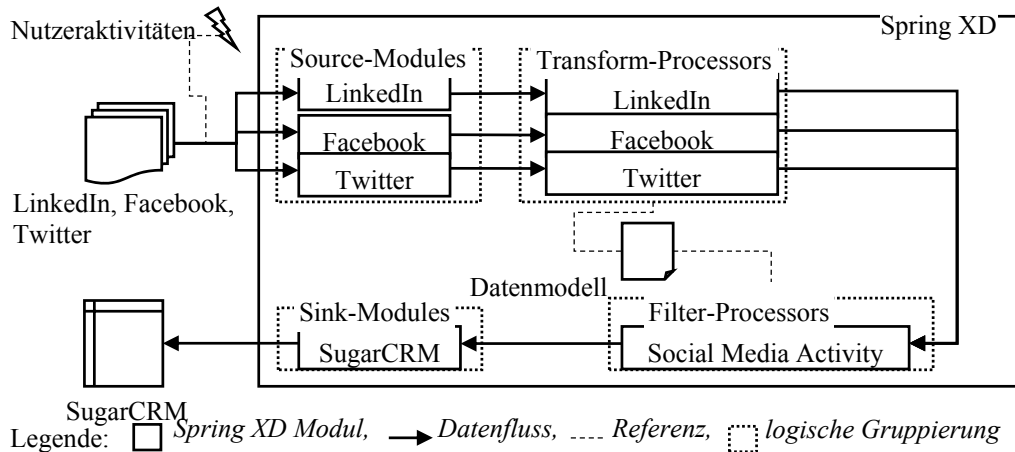 Nutzeraktivitäten
Spring XD
Source-Modules
Transform-Processors
LinkedIn
LinkedIn
Facebook
Facebook
Twitter
Twitter
LinkedIn, Facebook,
Twitter
Datenmodell
Sink-Modules
Filter-Processors
SugarCRM
Social Media Activity
SugarCRM
Legende: Spring XD Modul, Datenfluss, Referenz, logische Gruppierung